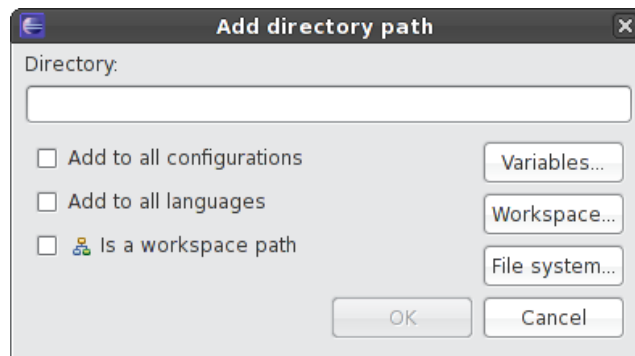 Add directory path
Directory:
Add to all configurations
Variables...
Add to all languages
Workspace...
Is a workspace path
File system...
OK
Cancel